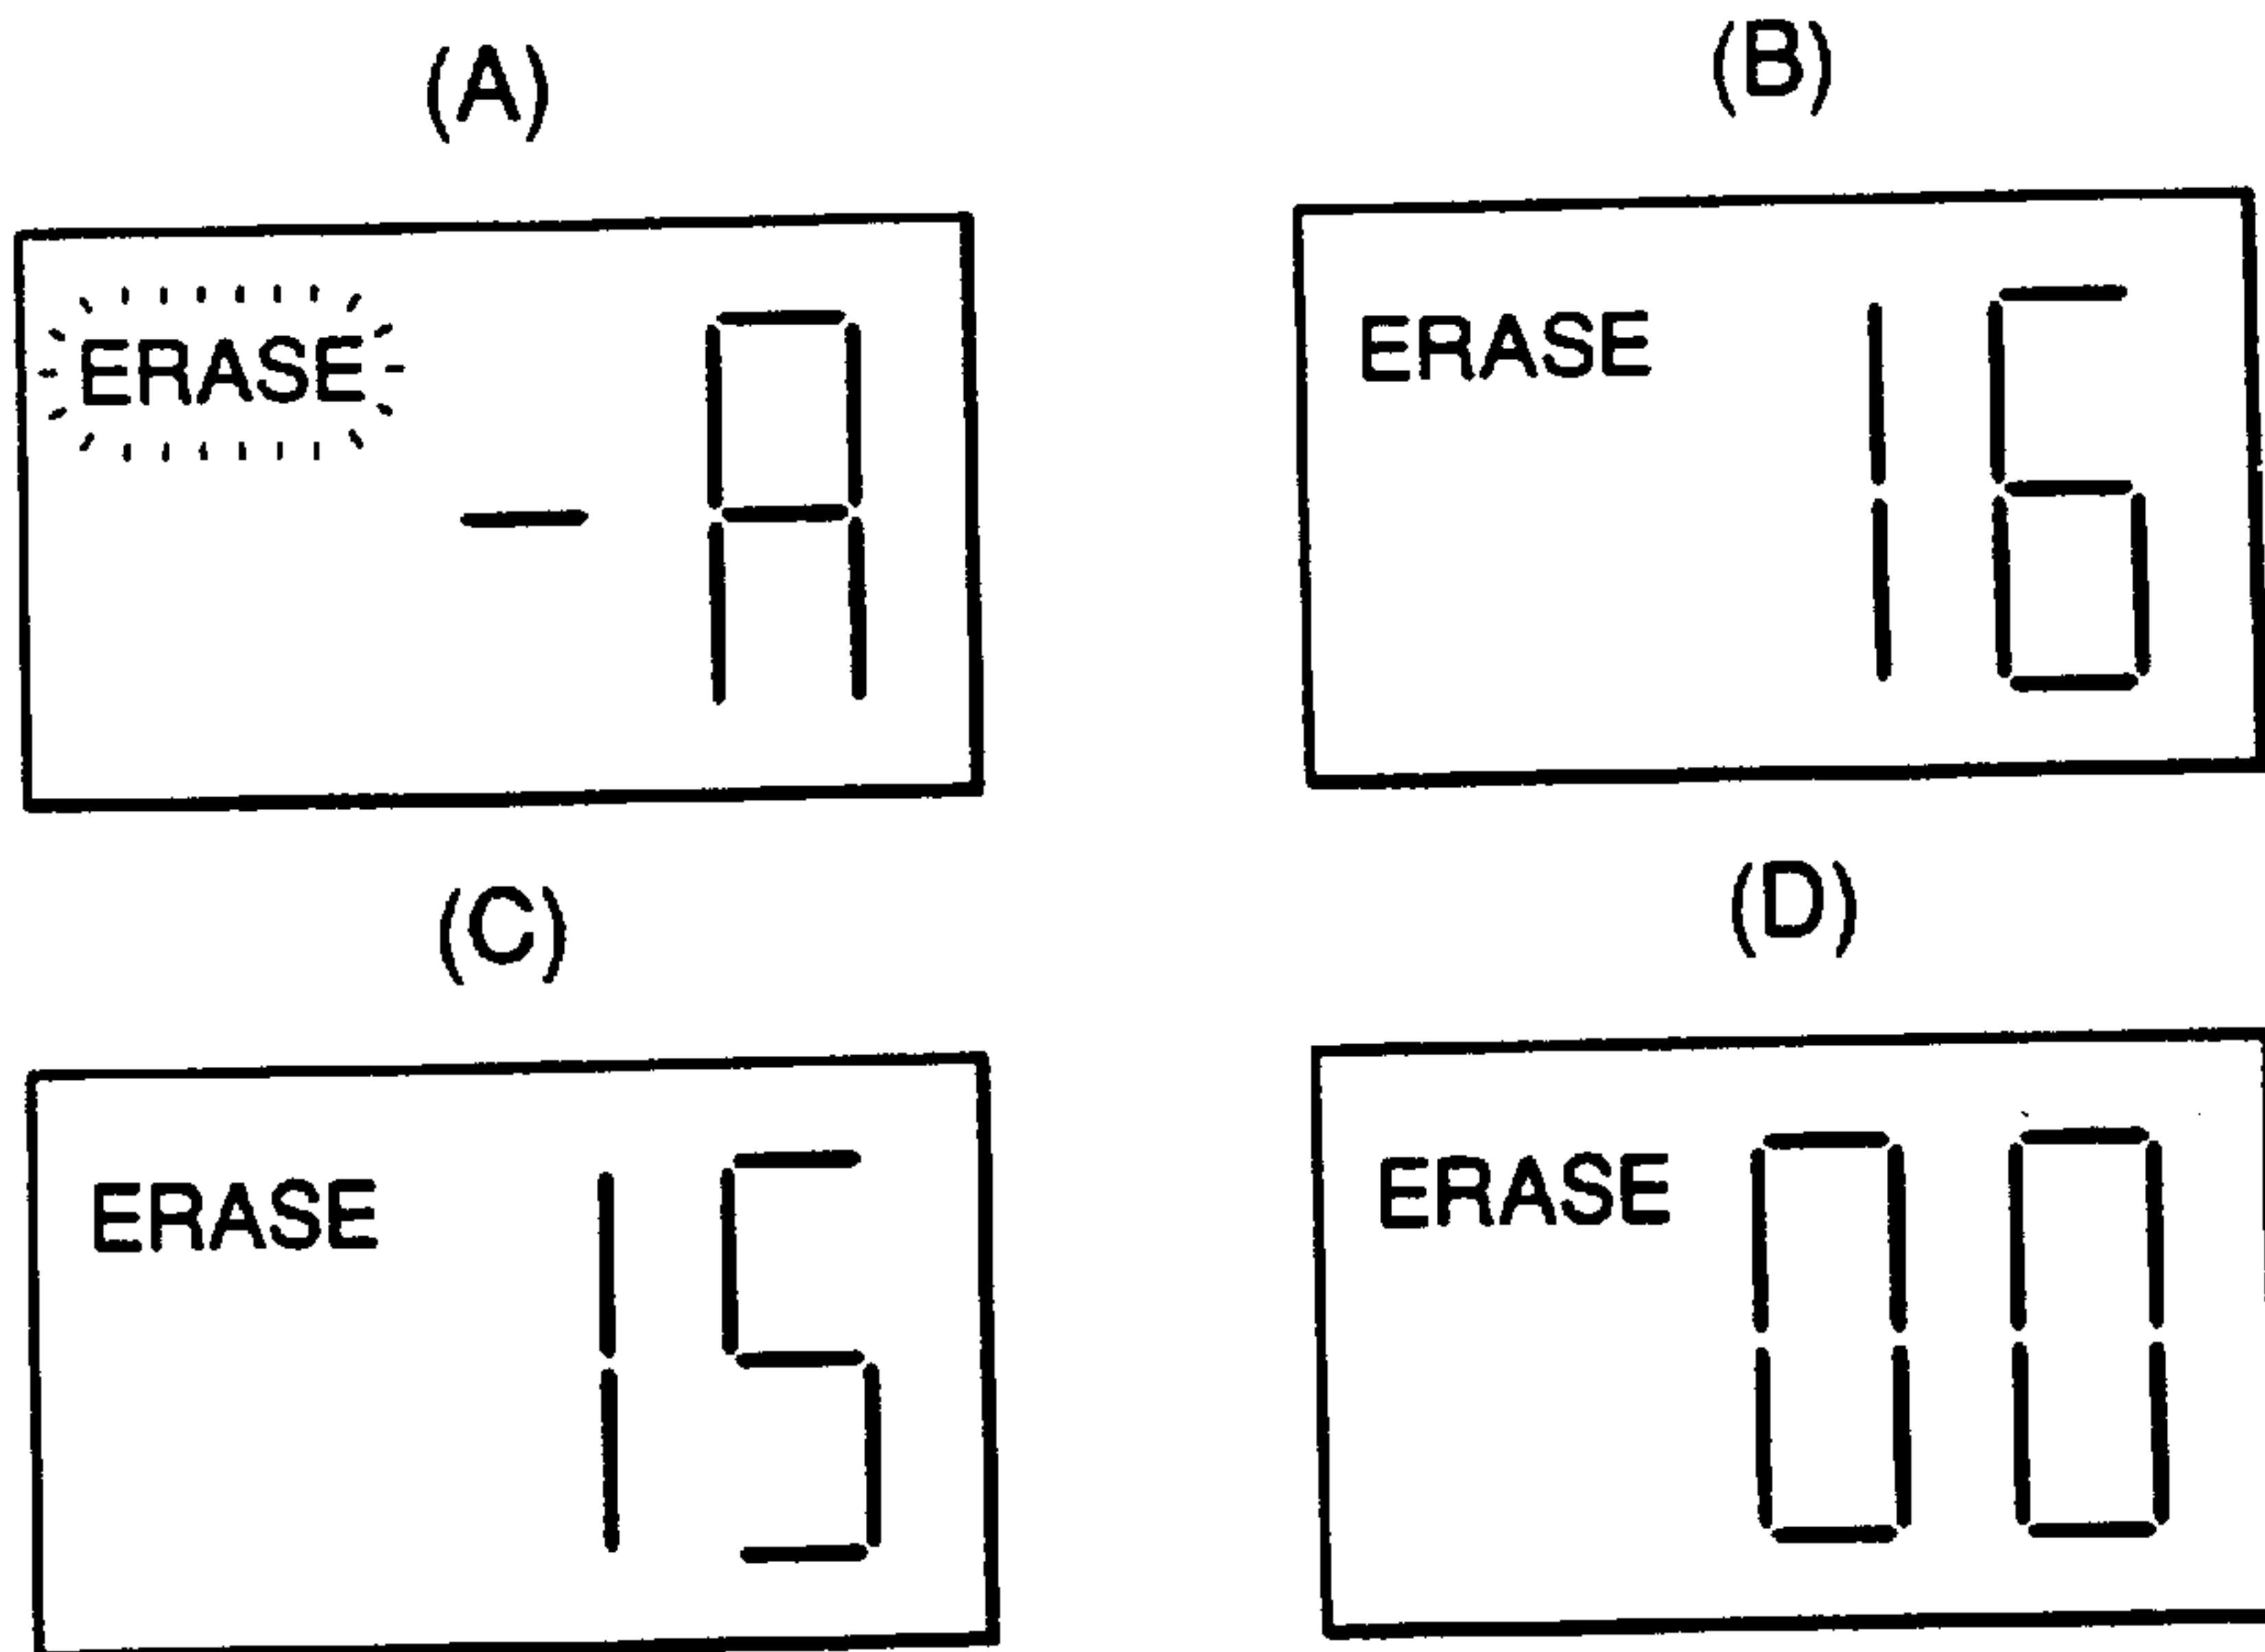 (A)
ERASE
- A
(B)
ERASE 16
(C)
ERASE 15
(D)
ERASE 00